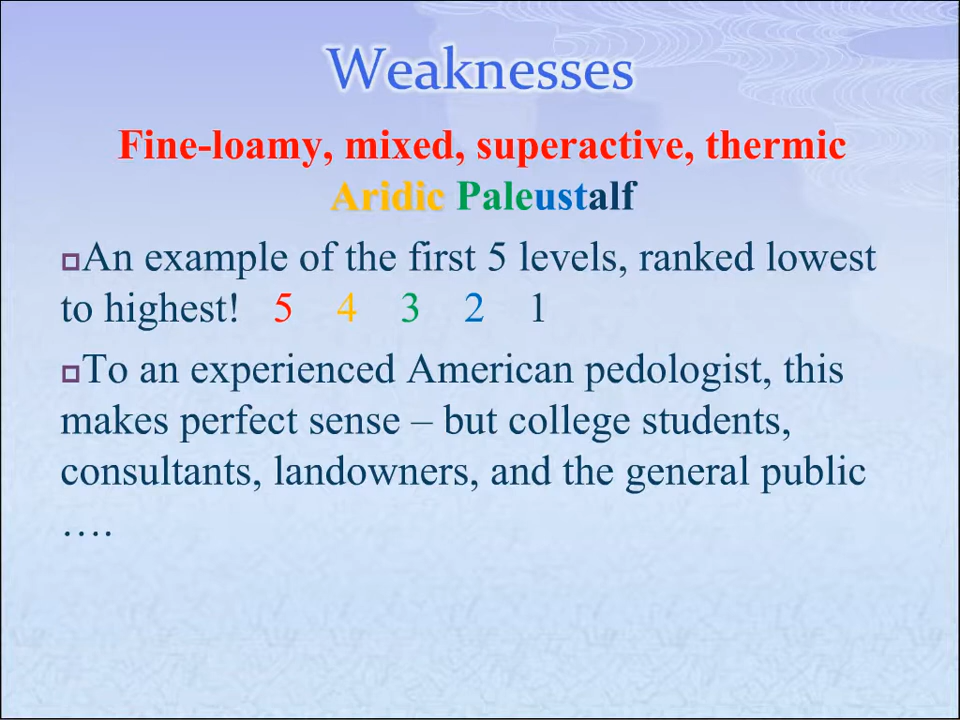 Weaknesses
Fine-loamy, mixed, superactive, thermic
Aridic Paleustalf
An example of the first 5 levels, ranked lowest
to highest! 5 4 3 2 1
To an experienced American pedologist, this
makes perfect sense – but college students,
consultants, landowners, and the general public
….